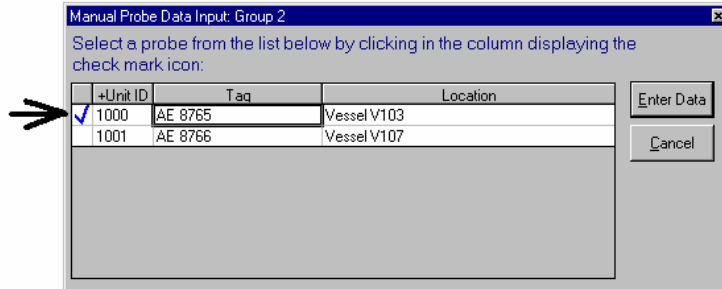 Manual Probe Data Input: Group 2
Select a probe from the list below by clicking in the column displaying the
check mark icon:
+Unit ID Tag Location
1000 AE 8765 Vessel V103
1001 AE 8766 Vessel V107
Enter Data
Cancel